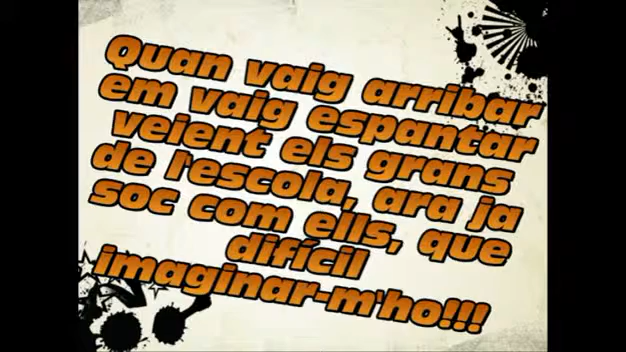 Quan vaig arribar
em vaig espantar
veient els grans
de l'escola, ara ja
soc com ells, que
difícil
imaginar-m'ho!!!